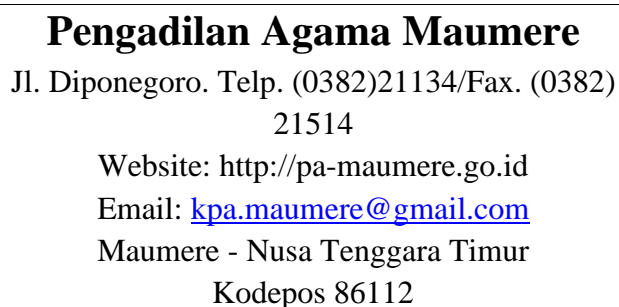 Pengadilan Agama Maumere
Jl. Diponegoro. Telp. (0382)21134/Fax. (0382)
21514
Website: http://pa-maumere.go.id
Email: kpa.maumere@gmail.com
Maumere - Nusa Tenggara Timur
Kodepos 86112